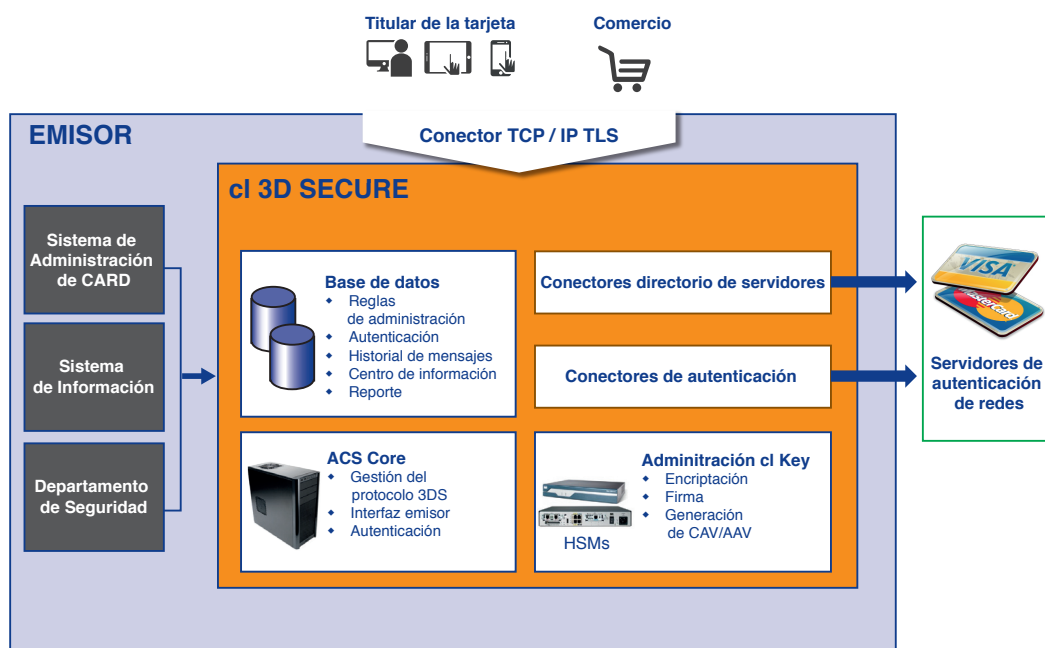 Titular de la tarjeta
Comercio
EMISOR
Conector TCP / IP TLS
cl 3D SECURE
Sistema de
Administración
de CARD
Sistema
de Información
Departamento
de Seguridad
Base de datos
Reglas
de administración
Autenticación
Historial de mensajes
Centro de información
Reporte
Conectores directorio de servidores
Conectores de autenticación
ACS Core
Gestión del
protocolo 3DS
Interfaz emisor
Autenticación
Adminitración cl Key
Encriptación
Firma
Generación
de CAV/AAV
HSMs
VISA
MasterCard
Servidores de
autenticación
de redes